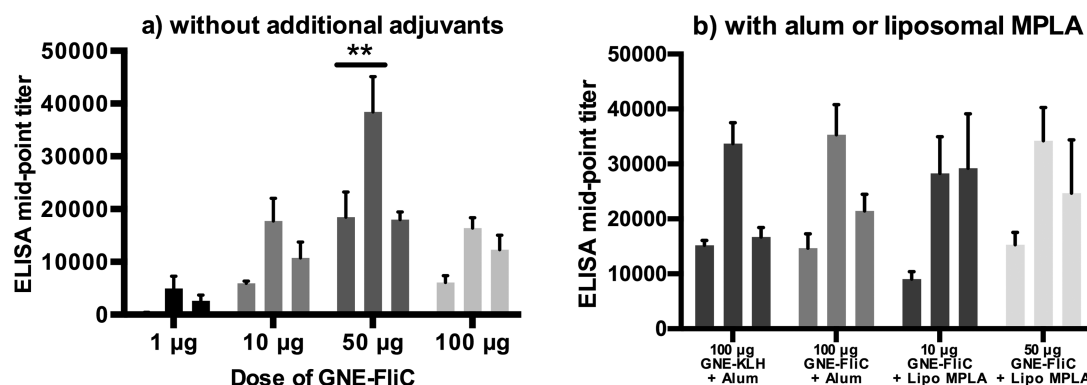 a) without additional adjuvants
**
ELISA mid-point titer
50000
40000
30000
20000
10000
0
1 µg
10 µg
50 µg
100 µg
Dose of GNE-FliC
b) with alum or liposomal MPLA
ELISA mid-point titer
50000
40000
30000
20000
10000
0
100 µg
GNE-KLH
+ Alum
100 µg
GNE-FliC
+ Alum
10 µg
GNE-FliC
+ Lipo MPLA
50 µg
GNE-FliC
+ Lipo MPLA